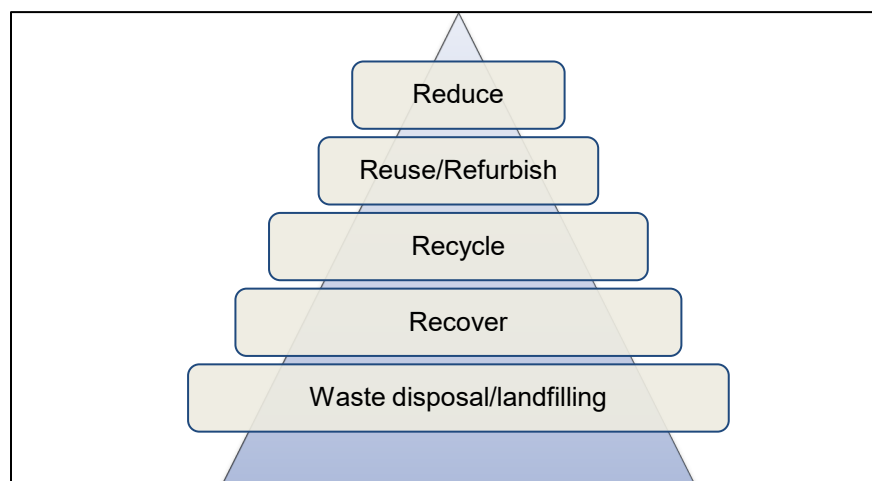 Reduce
Reuse/Refurbish
Recycle
Recover
Waste disposal/landfilling